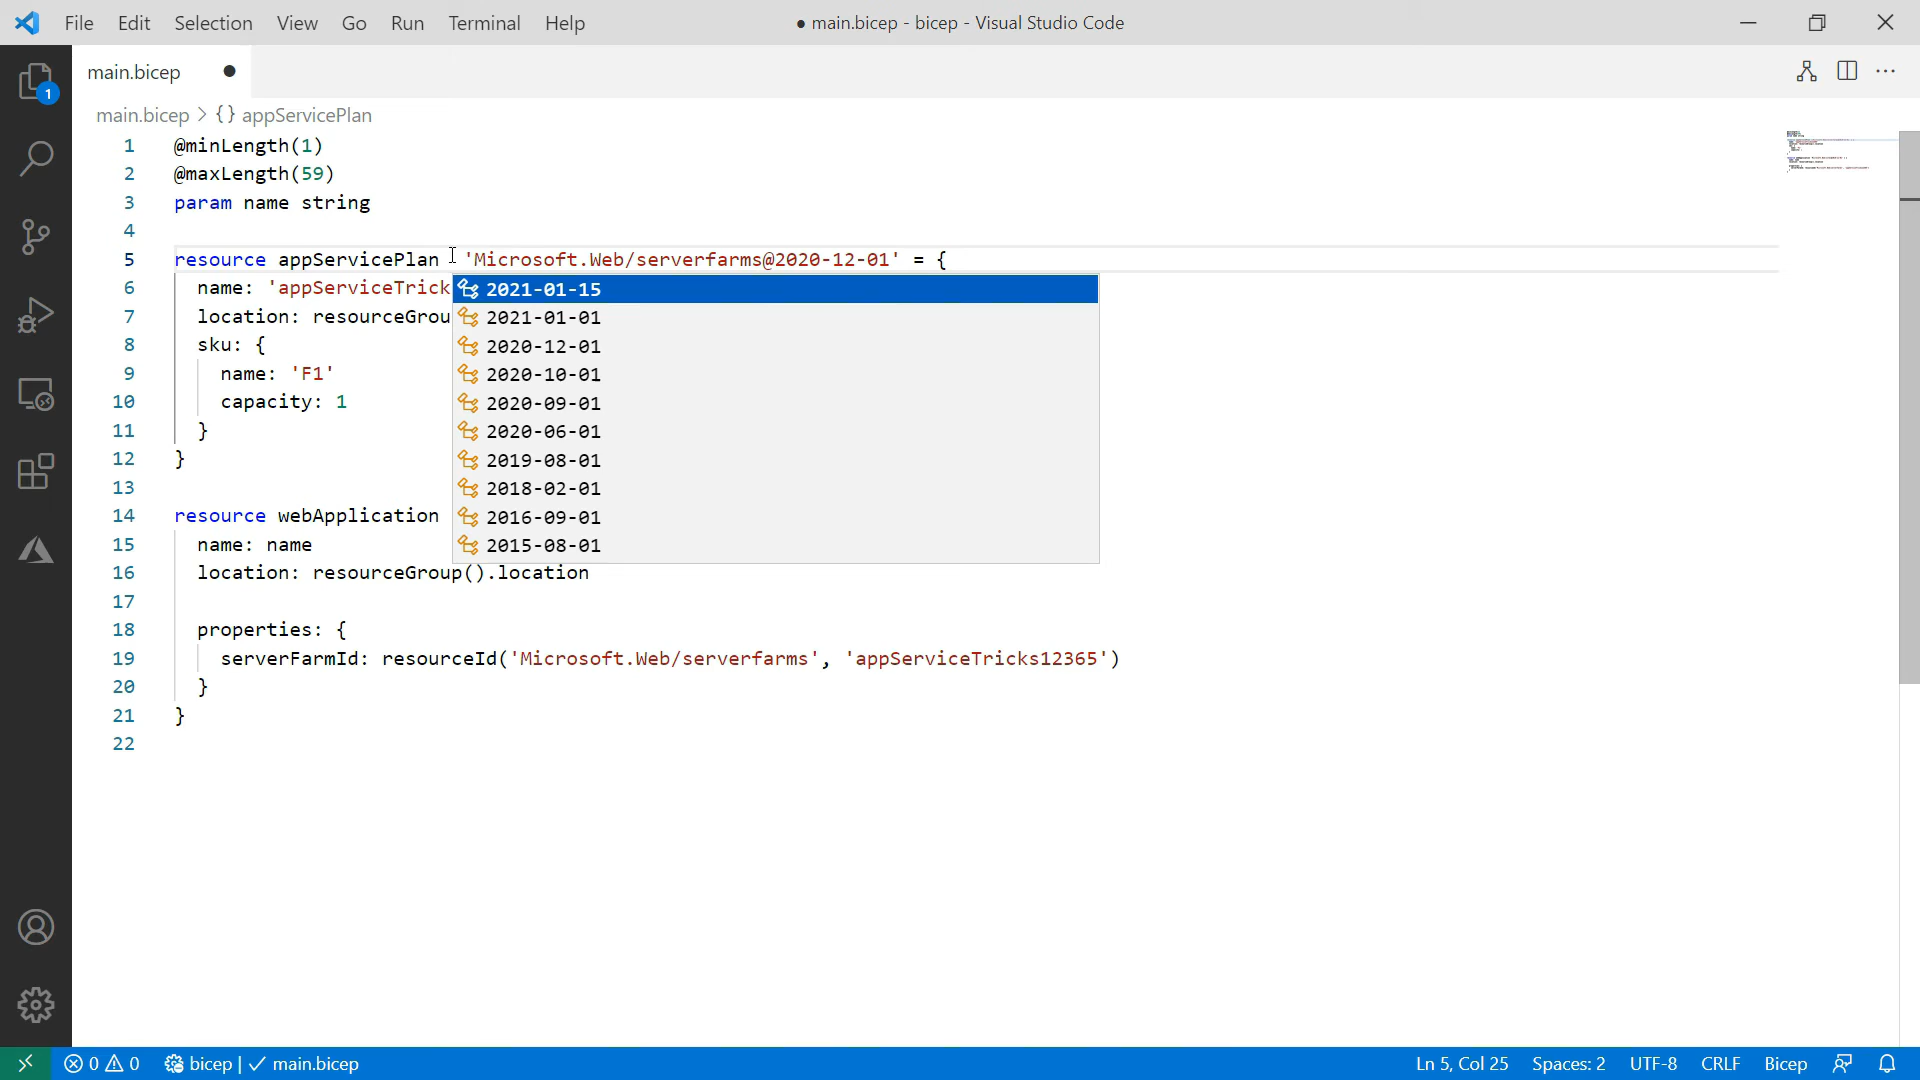 File Edit Selection View Go Run Terminal Help ● main.bicep - bicep - Visual Studio Code
main.bicep ●
main.bicep > {} appServicePlan
1 @minLength(1)
2 @maxLength(59)
3 param name string
4
5 resource appServicePlan 'Microsoft.Web/serverfarms@2020-12-01' = {
6 name: 'appServiceTrick
7 location: resourceGrou
8 sku: {
9 name: 'F1'
10 capacity: 1
11 }
12 }
13
14 resource webApplication
15 name: name
16 location: resourceGroup().location
17
18 properties: {
19 serverFarmId: resourceId('Microsoft.Web/serverfarms', 'appServiceTricks12365')
20 }
21 }
22
2021-01-15
2021-01-01
2020-12-01
2020-10-01
2020-09-01
2020-06-01
2019-08-01
2018-02-01
2016-09-01
2015-08-01
1
0 0 bicep | ✓ main.bicep Ln 5, Col 25 Spaces: 2 UTF-8 CRLF Bicep